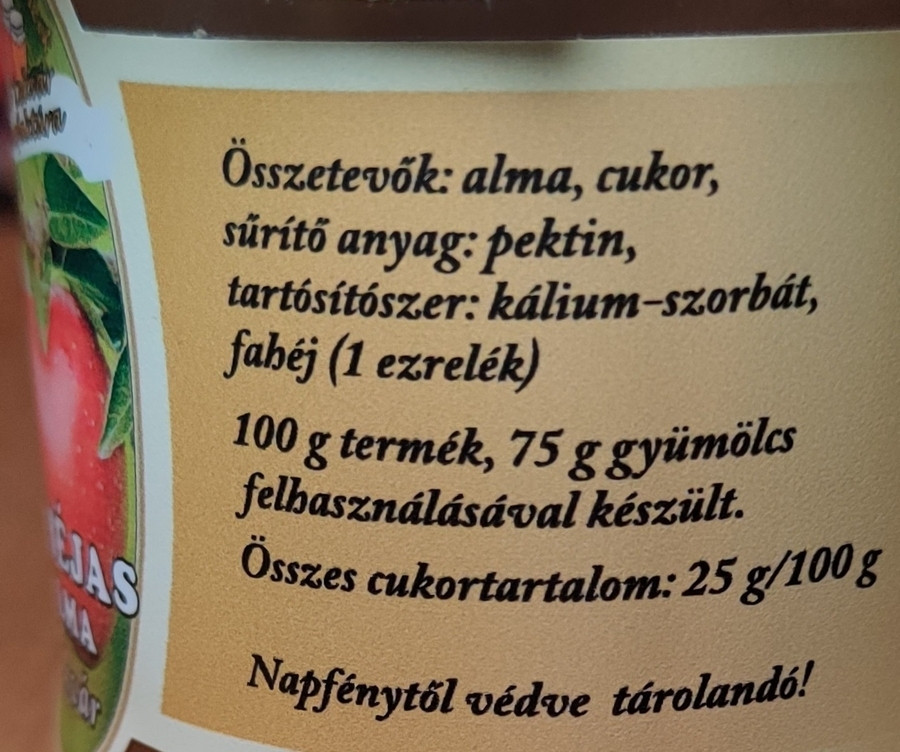 Összetevők: alma, cukor,
sűrítő anyag: pektin,
tartósítószer: kálium-szorbát,
fahéj (1 ezrelék)
100 g termék, 75 g gyümölcs
felhasználásával készült.
Összes cukortartalom: 25 g/100 g
Napfénytől védve tárolandó!